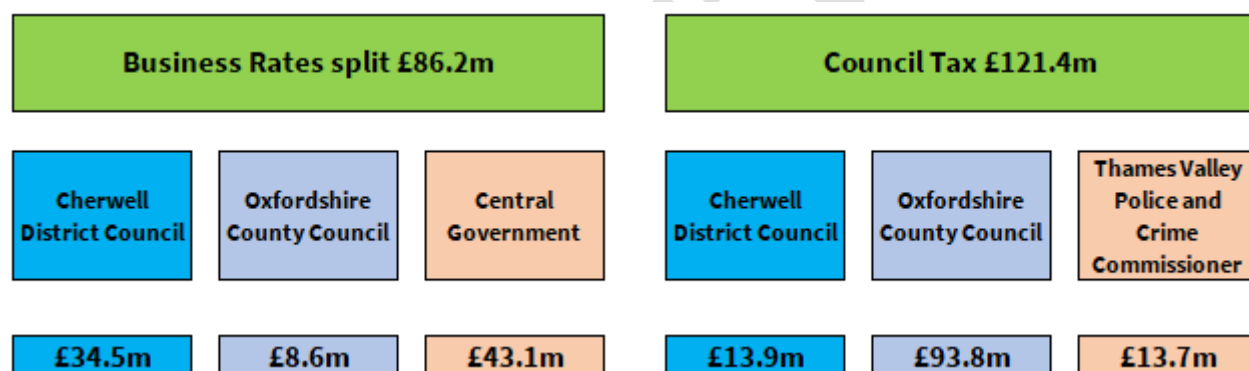 Business Rates split £86.2m
Council Tax £121.4m
Cherwell
District Council
Oxfordshire
County Council
Central
Government
Cherwell
District Council
Oxfordshire
County Council
Thames Valley
Police and
Crime
Commissioner
£34.5m
£8.6m
£43.1m
£13.9m
£93.8m
£13.7m